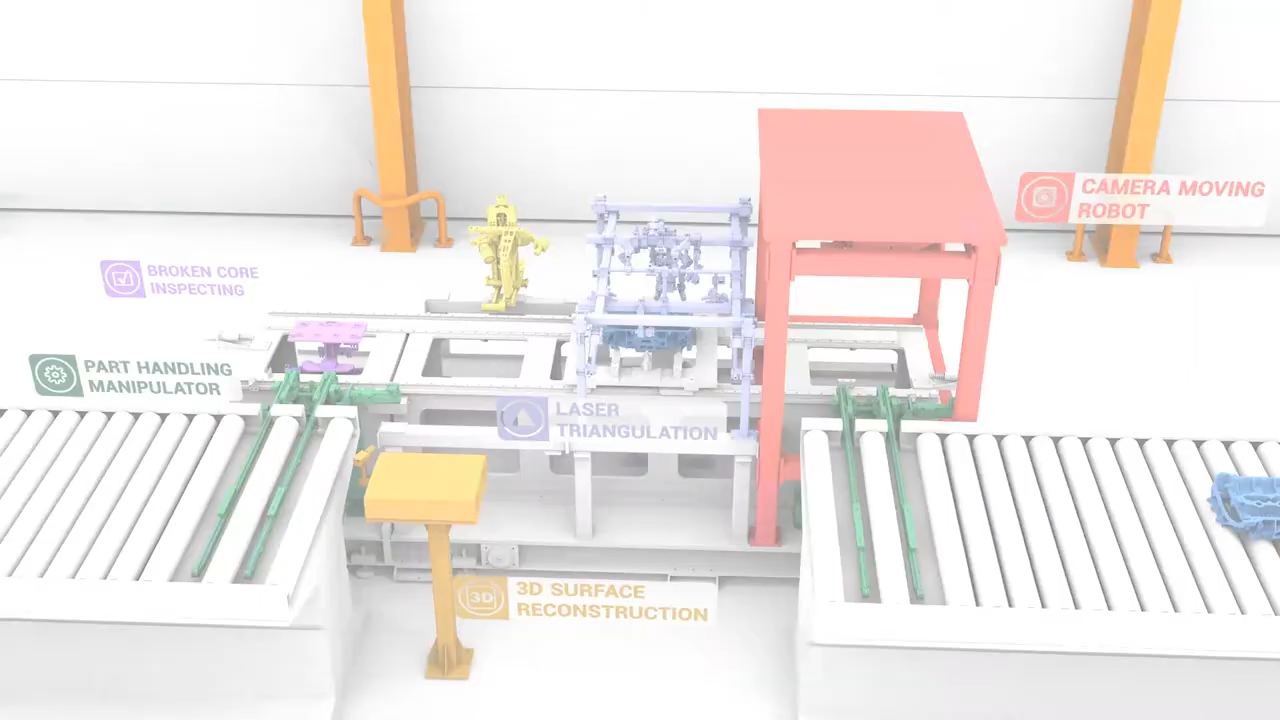 CAMERA MOVING
ROBOT
BROKEN CORE
INSPECTING
PART HANDLING
MANIPULATOR
LASER
TRIANGULATION
3D
3D SURFACE
RECONSTRUCTION